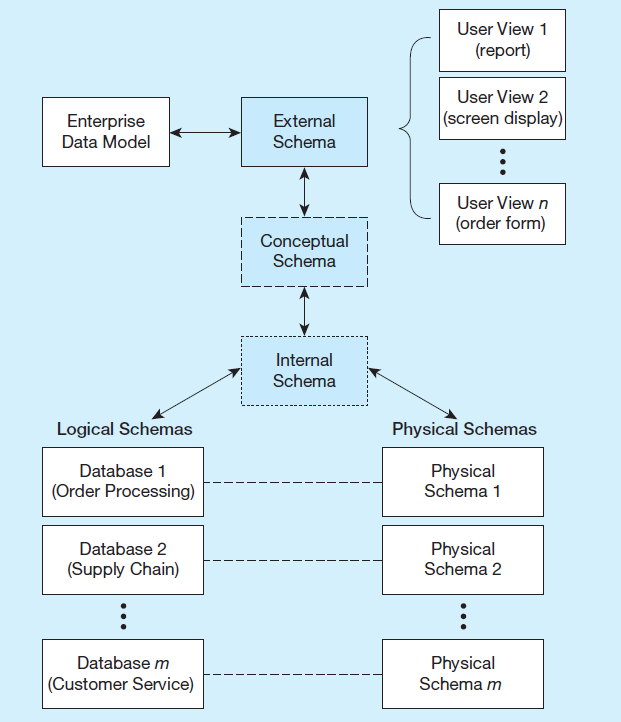 User View 1
(report)
User View 2
(screen display)
User View n
(order form)
Enterprise
Data Model
External
Schema
Conceptual
Schema
Internal
Schema
Logical Schemas
Physical Schemas
Database 1
(Order Processing)
Physical
Schema 1
Database 2
(Supply Chain)
Physical
Schema 2
Database m
(Customer Service)
Physical
Schema m